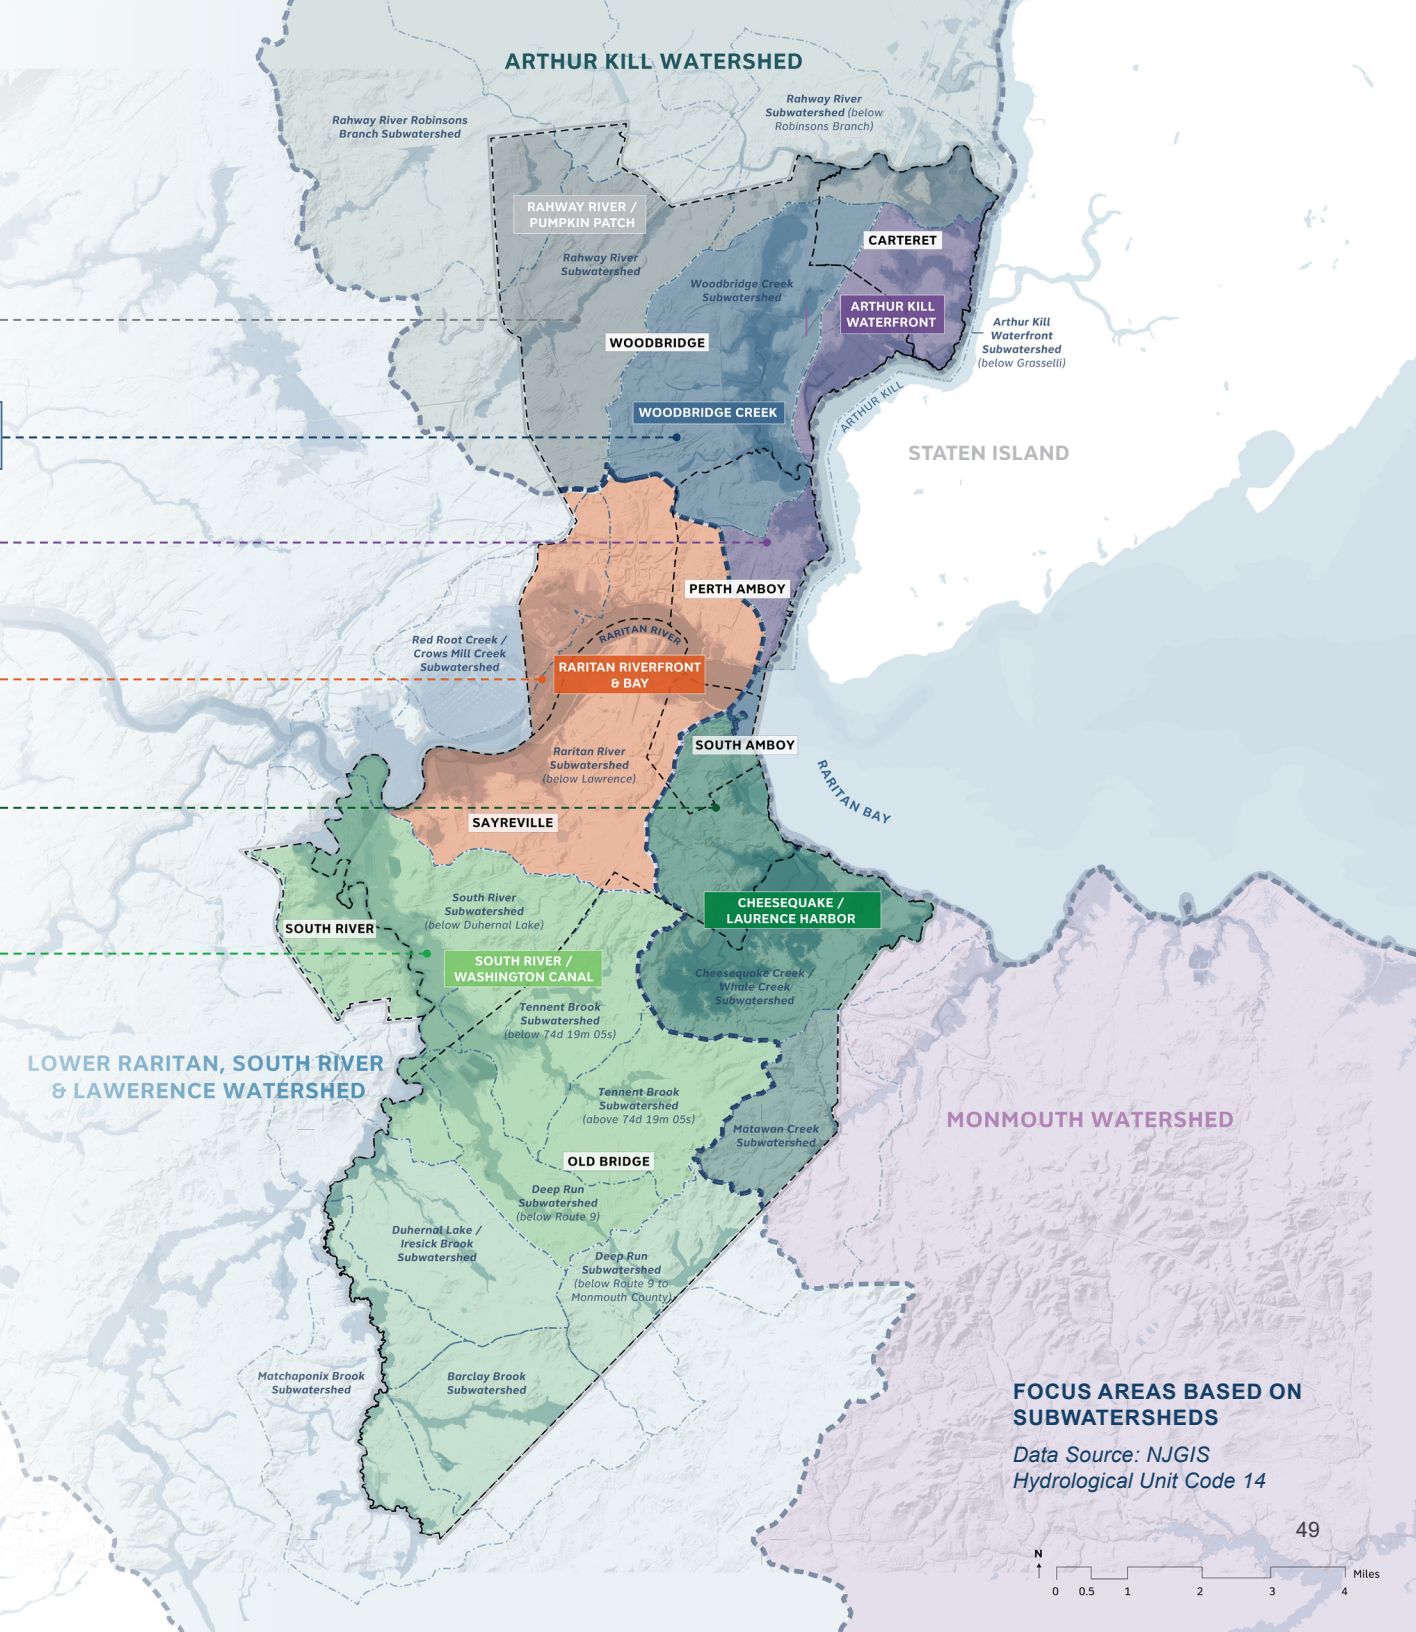 ARTHUR KILL WATERSHED
Rahway River Robinsons
Branch Subwatershed
Rahway River
Subwatershed (below
Robinsons Branch)
RAHWAY RIVER /
PUMPKIN PATCH
Rahway River
Subwatershed
CARTERET
Woodbridge Creek
Subwatershed
ARTHUR KILL
WATERFRONT
Arthur Kill
Waterfront
Subwatershed
(below Grasselli)
WOODBRIDGE
WOODBRIDGE CREEK
ARTHUR KILL
STATEN ISLAND
PERTH AMBOY
RARITAN RIVER
Red Root Creek /
Crows Mill Creek
Subwatershed
RARITAN RIVERFRONT
& BAY
SOUTH AMBOY
Raritan River
Subwatershed
(below Lawrence)
RARITAN BAY
SAYREVILLE
South River
Subwatershed
(below Duhernal Lake)
CHEESEQUAKE /
LAURENCE HARBOR
SOUTH RIVER
SOUTH RIVER /
WASHINGTON CANAL
Cheesequake Creek /
Whale Creek
Subwatershed
Tennent Brook
Subwatershed
(below 74d 19m 05s)
LOWER RARITAN, SOUTH RIVER
& LAWERENCE WATERSHED
Tennent Brook
Subwatershed
(above 74d 19m 05s)
MONMOUTH WATERSHED
Matawan Creek
Subwatershed
OLD BRIDGE
Deep Run
Subwatershed
(below Route 9)
Duhernal Lake /
Iresick Brook
Subwatershed
Deep Run
Subwatershed
(below Route 9 to
Monmouth County)
Matchaponix Brook
Subwatershed
Barclay Brook
Subwatershed
FOCUS AREAS BASED ON
SUBWATERSHEDS
Data Source: NJGIS
Hydrological Unit Code 14
49
N
Miles
0 0.5 1 2 3 4